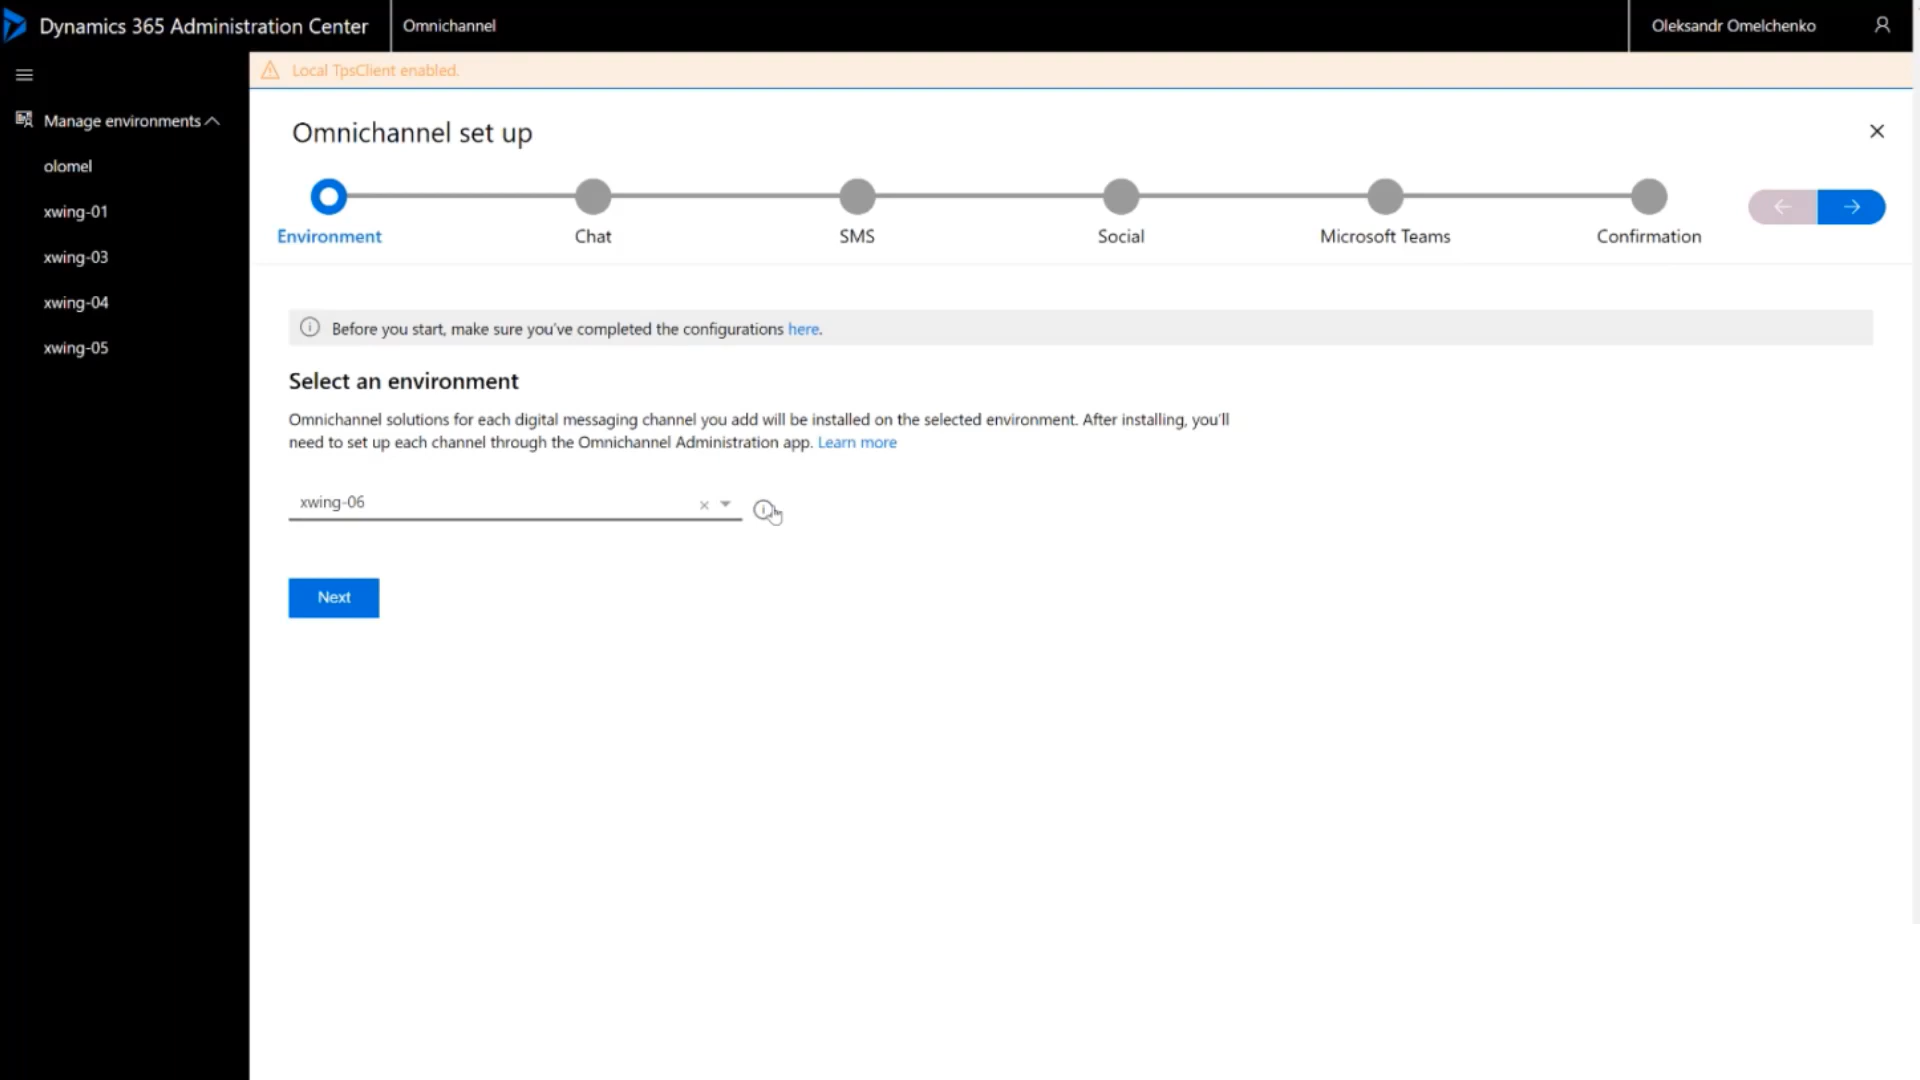 Dynamics 365 Administration Center
Omnichannel
Oleksandr Omelchenko
Local TpsClient enabled.
Manage environments
olomel
xwing-01
xwing-03
xwing-04
xwing-05
Omnichannel set up
Environment
Chat
SMS
Social
Microsoft Teams
Confirmation
Before you start, make sure you've completed the configurations here.
Select an environment
Omnichannel solutions for each digital messaging channel you add will be installed on the selected environment. After installing, you'll
need to set up each channel through the Omnichannel Administration app. Learn more
xwing-06
Next